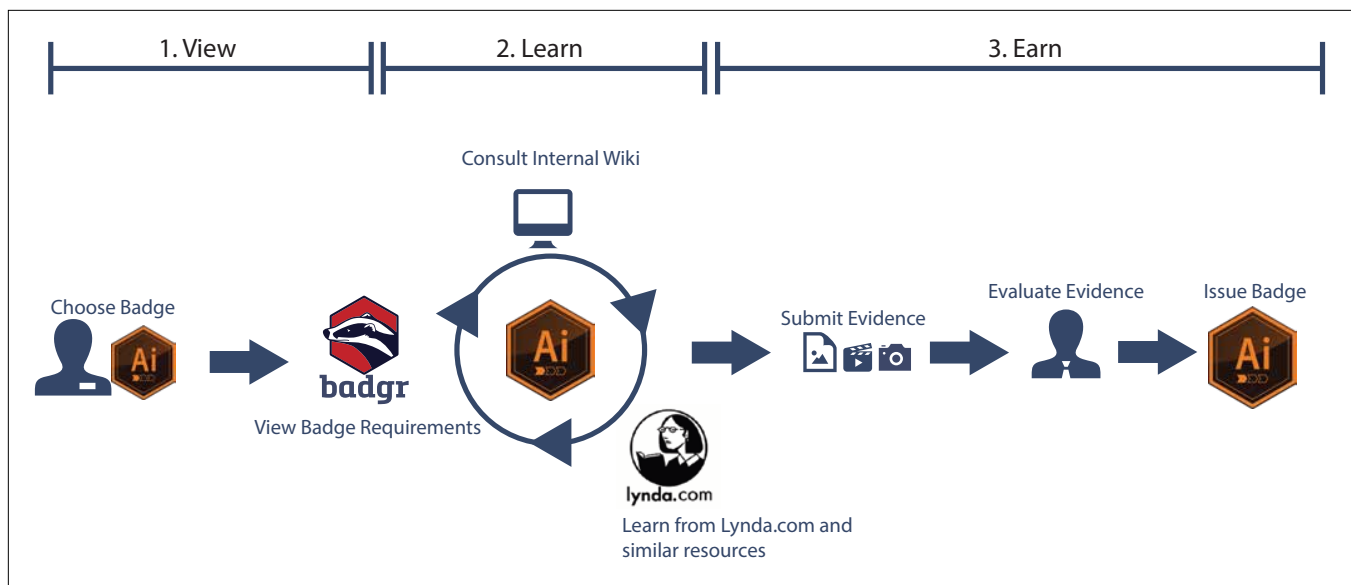 1. View
2. Learn
3. Earn
Consult Internal Wiki
Choose Badge
Ai
badgr
View Badge Requirements
Ai
lynda.com
Learn from Lynda.com and
similar resources
Submit Evidence
Evaluate Evidence
Issue Badge
Ai